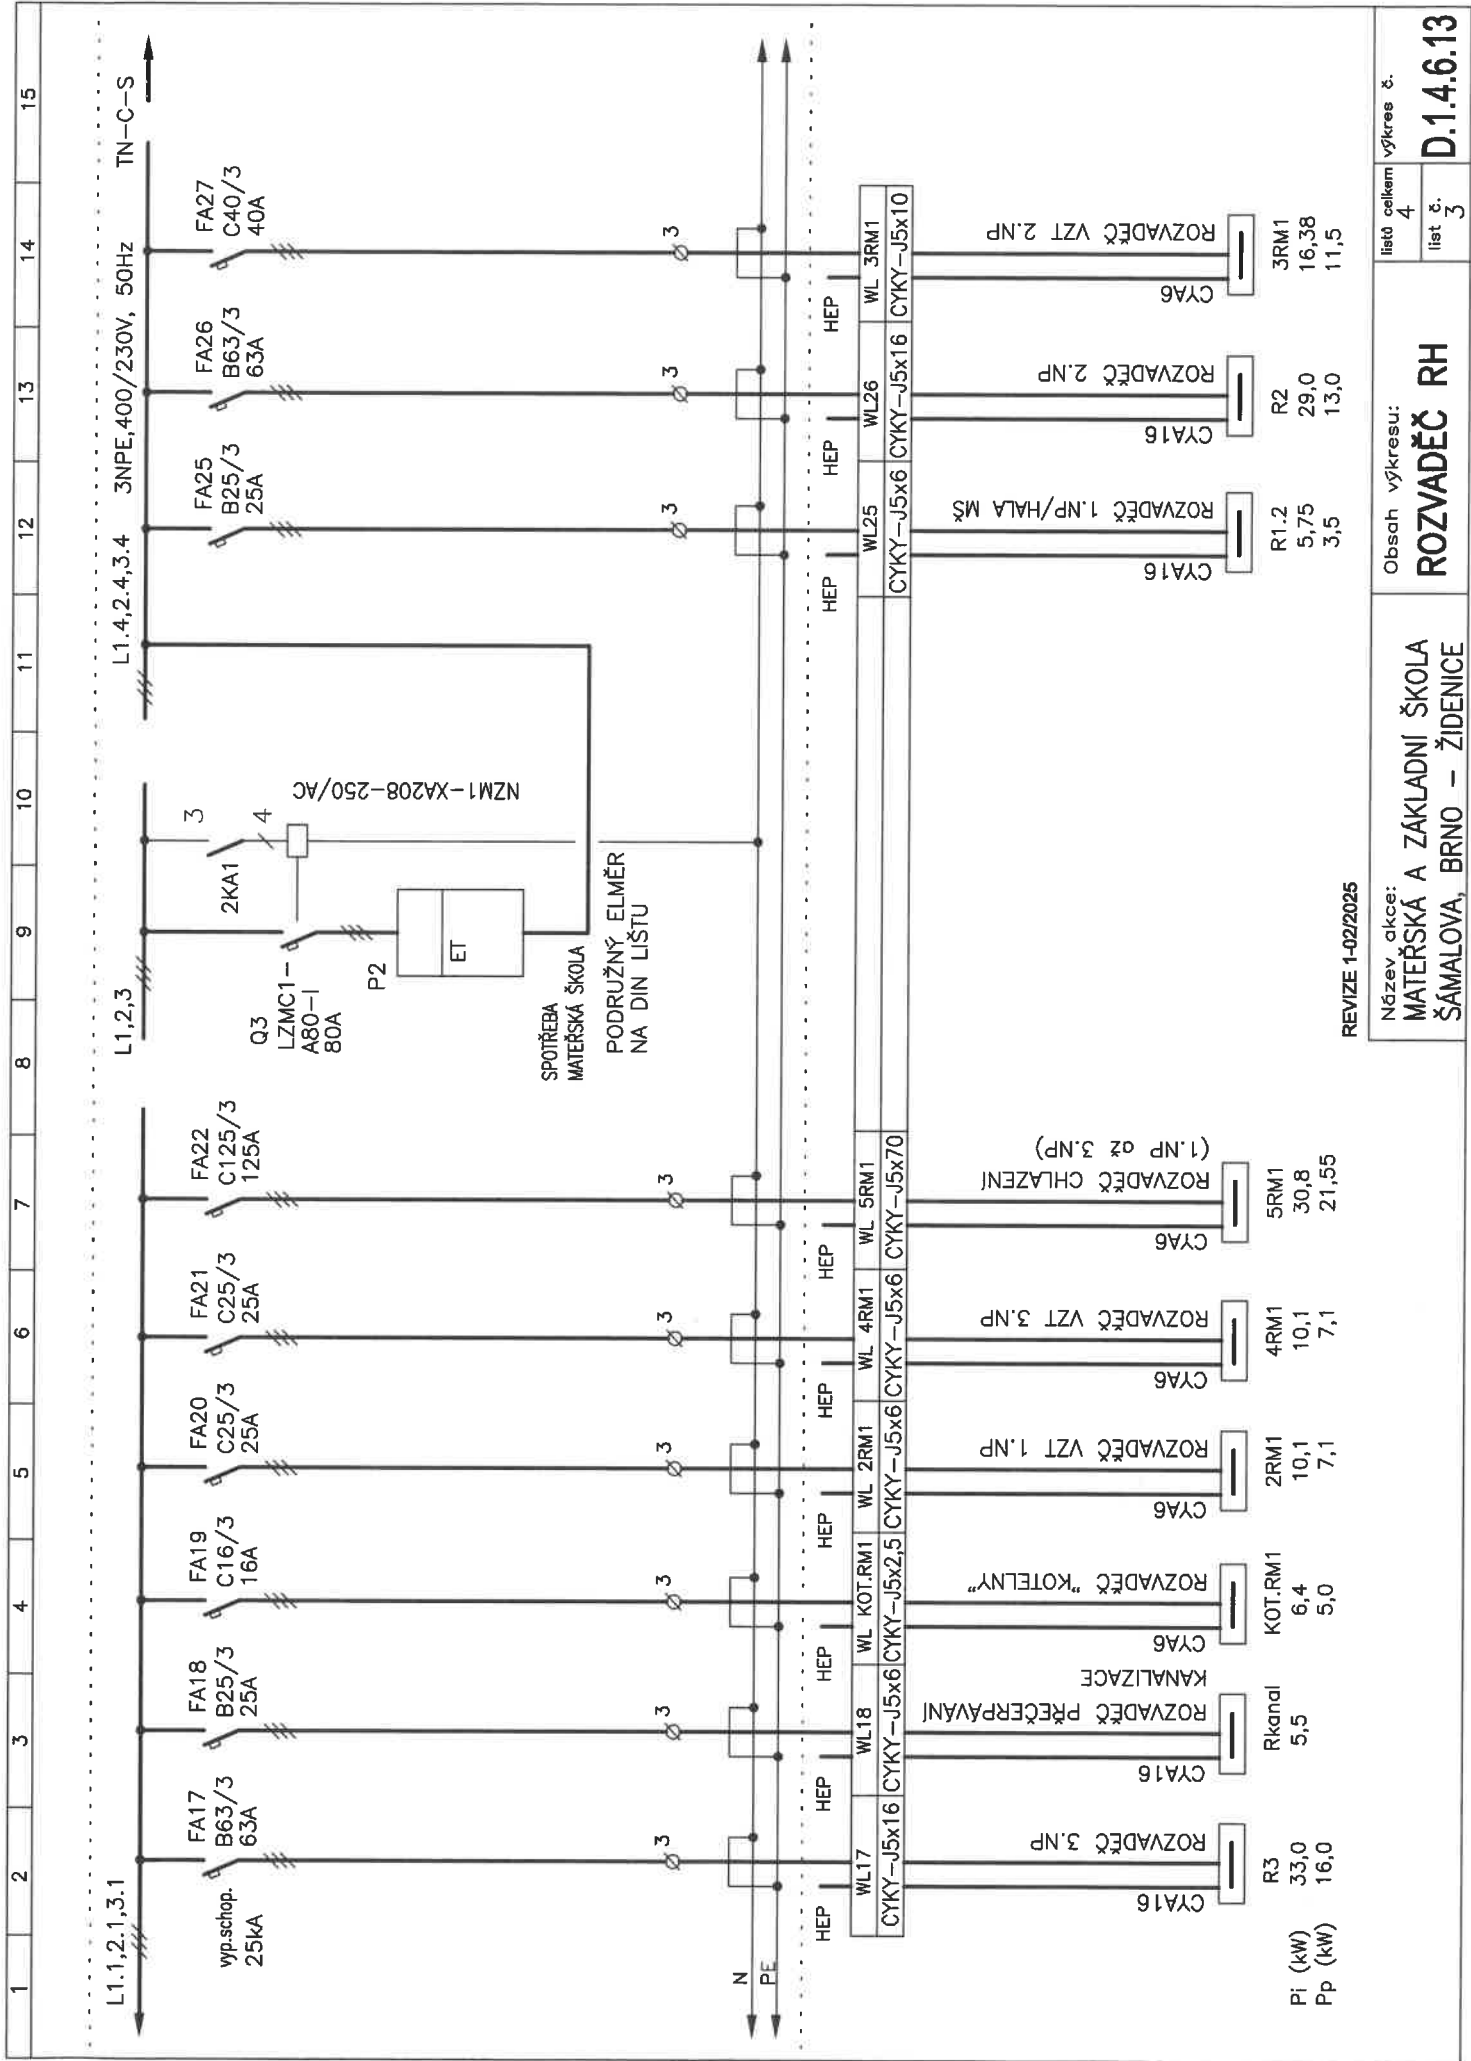 1 2 3 4 5 6 7 8 9 10 11 12 13 14 15
L1.1,2.1,3.1
L1,2,3
L1.4,2.4,3.4 3NPE,400/230V, 50Hz TN-C-S
vyp.schop.
25kA
FA17
B63/3
63A
FA18
B25/3
25A
FA19
C16/3
16A
FA20
C25/3
25A
FA21
C25/3
25A
FA22
C125/3
125A
Q3
LZMC1-
A80-I
80A
2KA1
3
4
NZM1-XA208-250/AC
P2
ET
SPOTŘEBA
MATEŘSKÁ ŠKOLA
PODRUŽNÝ ELMĚR
NA DIN LIŠTU
FA25
B25/3
25A
FA26
B63/3
63A
FA27
C40/3
40A
3 3 3 3 3 3 3 3 3
N
PE
HEP HEP HEP HEP HEP HEP HEP HEP HEP
WL17 WL18 WL KOT.RM1 WL 2RM1 WL 4RM1 WL 5RM1 WL25 WL26 WL 3RM1
CYKY-J5x16 CYKY-J5x6 CYKY-J5x2,5 CYKY-J5x6 CYKY-J5x6 CYKY-J5x70 CYKY-J5x6 CYKY-J5x16 CYKY-J5x10
CYA16
ROZVADĚČ 3.NP
CYA16
ROZVADĚČ PŘEČERPÁVÁNÍ
KANALIZACE
CYA6
ROZVADĚČ "KOTELNY"
CYA6
ROZVADĚČ VZT 1.NP
CYA6
ROZVADĚČ VZT 3.NP
CYA6
ROZVADĚČ CHLAZENÍ
(1.NP až 3.NP)
CYA16
ROZVADĚČ 1.NP/HALA MŠ
CYA16
ROZVADĚČ 2.NP
CYA6
ROZVADĚČ VZT 2.NP
R3 Rkanal KOT.RM1 2RM1 4RM1 5RM1 R1.2 R2 3RM1
Pi (kW) 33,0 5,5 6,4 10,1 10,1 30,8 5,75 29,0 16,38
Pp (kW) 16,0 5,0 7,1 7,1 21,55 3,5 13,0 11,5
REVIZE 1-02/2025
Název akce:
MATEŘSKÁ A ZÁKLADNÍ ŠKOLA
ŠÁMALOVA, BRNO – ŽIDENICE
Obsah výkresu:
ROZVADĚČ RH
listů celkem
4
list č.
3
výkres č.
D.1.4.6.13